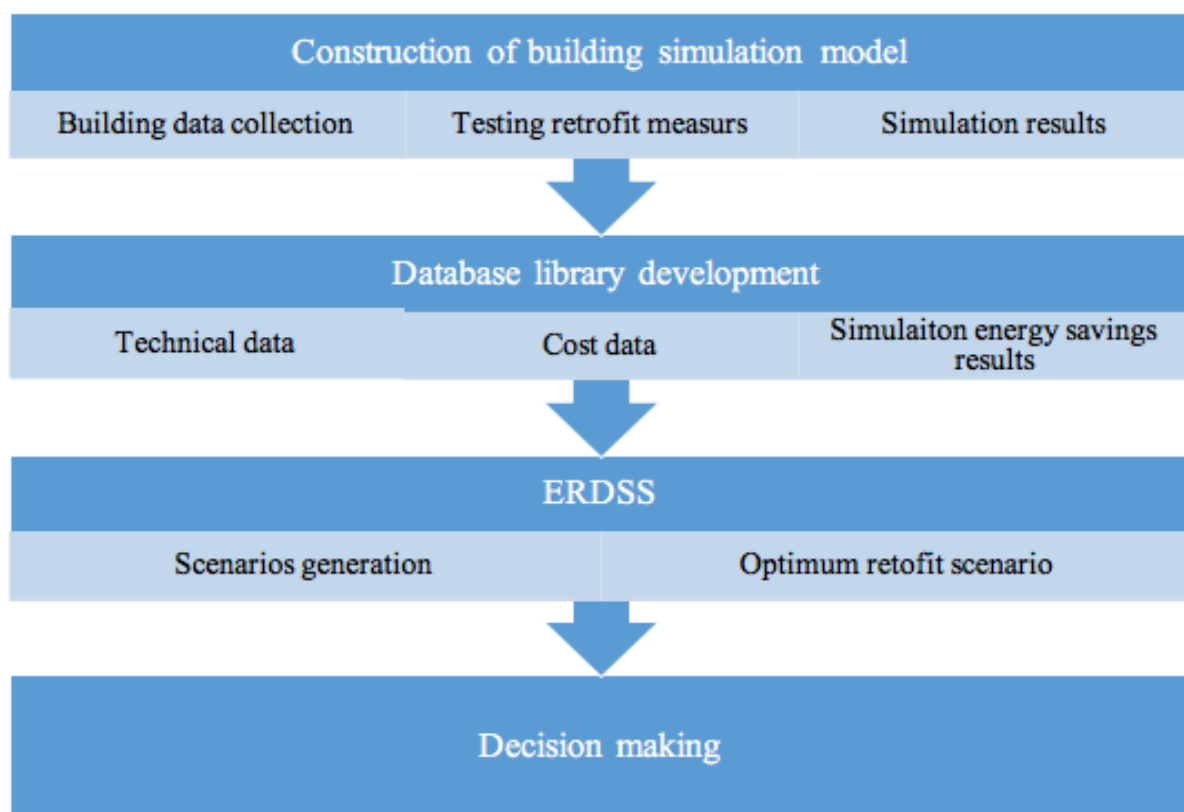 Construction of building simulation model
Building data collection
Testing retrofit measurs
Simulation results
Database library development
Technical data
Cost data
Simulaiton energy savings
results
ERDSS
Scenarios generation
Optimum retofit scenario
Decision making